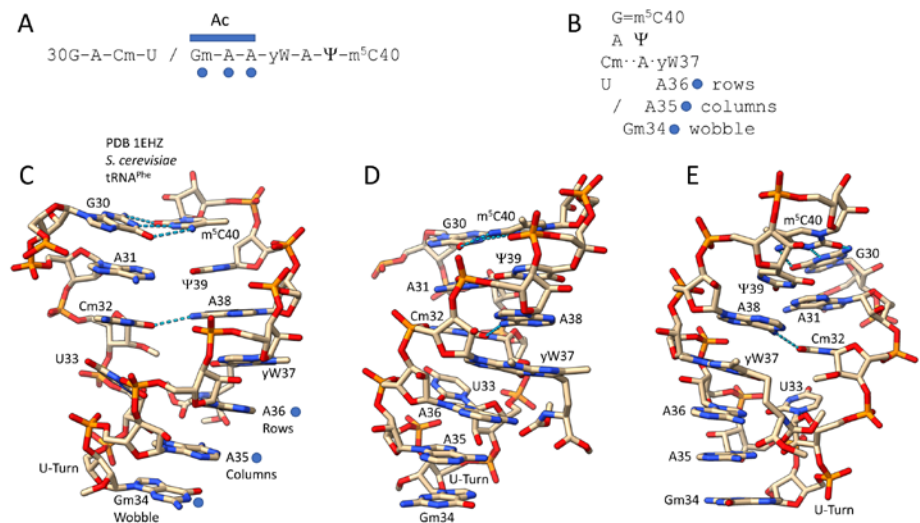 A
Ac
30G-A-Cm-U / Gm-A-A-yW-A-Ψ-m⁵C40
B
G=m⁵C40
A Ψ
Cm··A·yW37
U A36 rows
/ A35 columns
Gm34 wobble
C
PDB 1EHZ
S. cerevisiae
tRNAᴾʰᵉ
G30
m⁵C40
A31
Ψ39
Cm32
A38
U33
yW37
A36
Rows
A35
Columns
U-Turn
Gm34
Wobble
D
G30
m⁵C40
Ψ39
A31
Cm32
A38
yW37
U33
A36
A35
U-Turn
Gm34
E
m⁵C40
G30
Ψ39
A38
A31
Cm32
yW37
U33
A36
A35
Gm34
U-Turn